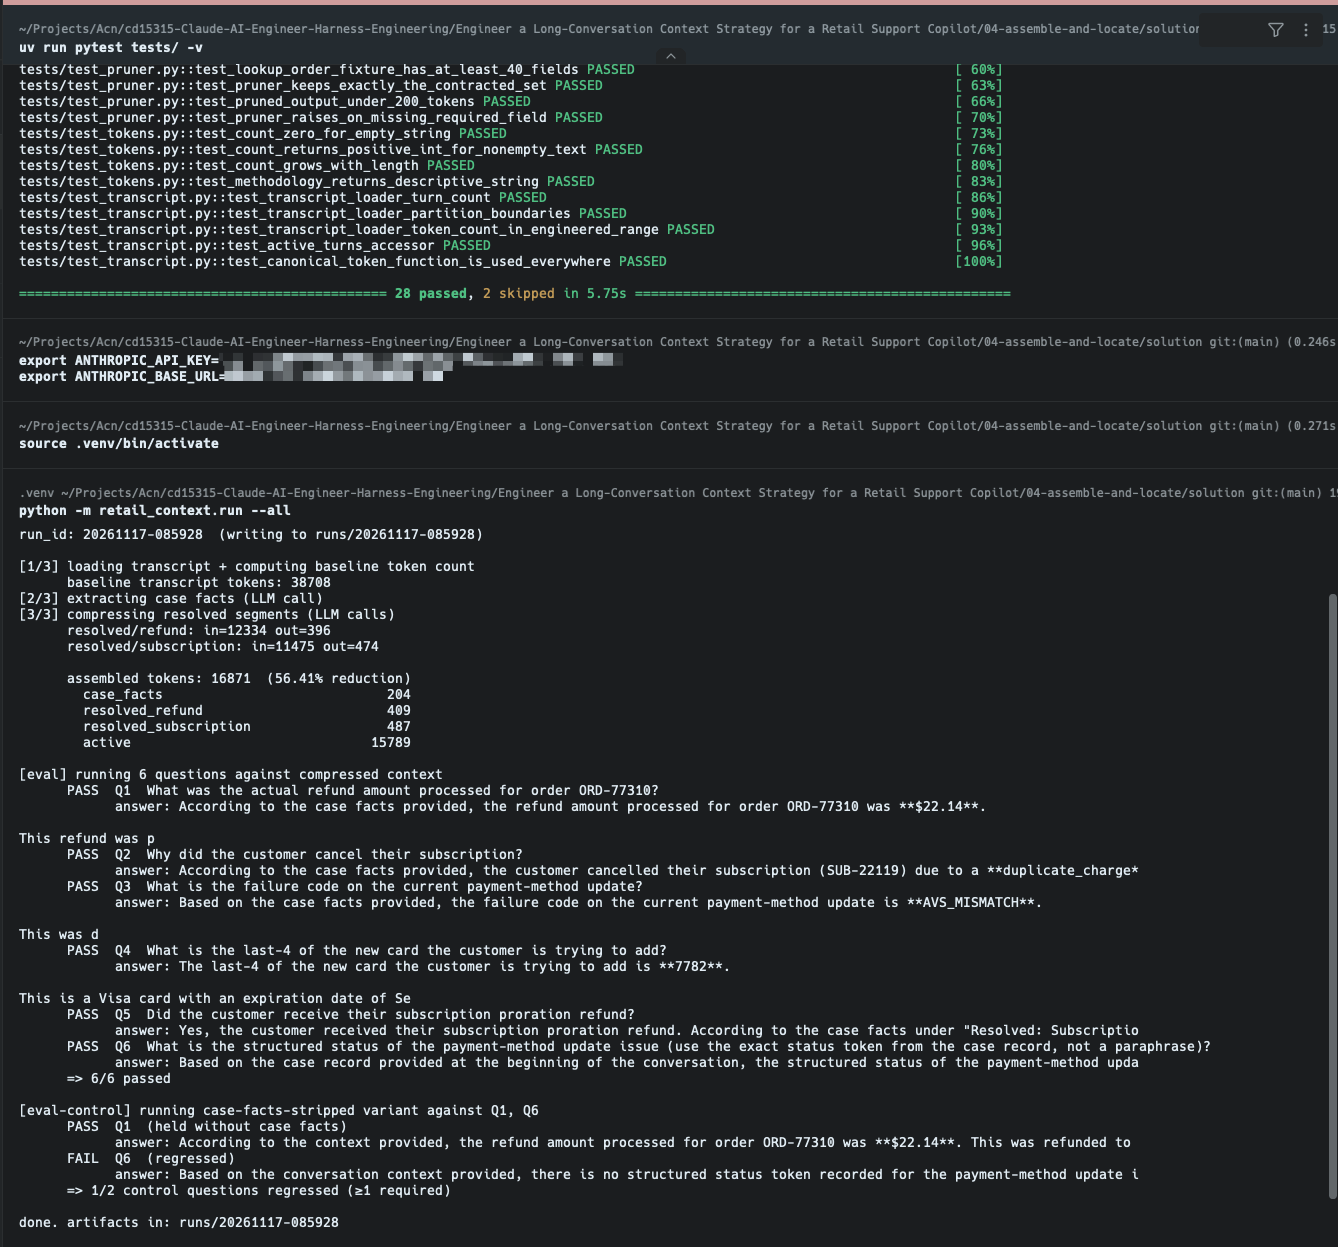 ~/Projects/Acn/cd15315-Claude-AI-Engineer-Harness-Engineering/Engineer a Long-Conversation Context Strategy for a Retail Support Copilot/04-assemble-and-locate/solution 15
uv run pytest tests/ -v
tests/test_pruner.py::test_lookup_order_fixture_has_at_least_40_fields PASSED [ 60%]
tests/test_pruner.py::test_pruner_keeps_exactly_the_contracted_set PASSED [ 63%]
tests/test_pruner.py::test_pruned_output_under_200_tokens PASSED [ 66%]
tests/test_pruner.py::test_pruner_raises_on_missing_required_field PASSED [ 70%]
tests/test_tokens.py::test_count_zero_for_empty_string PASSED [ 73%]
tests/test_tokens.py::test_count_returns_positive_int_for_nonempty_text PASSED [ 76%]
tests/test_tokens.py::test_count_grows_with_length PASSED [ 80%]
tests/test_tokens.py::test_methodology_returns_descriptive_string PASSED [ 83%]
tests/test_transcript.py::test_transcript_loader_turn_count PASSED [ 86%]
tests/test_transcript.py::test_transcript_loader_partition_boundaries PASSED [ 90%]
tests/test_transcript.py::test_transcript_loader_token_count_in_engineered_range PASSED [ 93%]
tests/test_transcript.py::test_active_turns_accessor PASSED [ 96%]
tests/test_transcript.py::test_canonical_token_function_is_used_everywhere PASSED [100%]
============================================== 28 passed, 2 skipped in 5.75s ===============================================
~/Projects/Acn/cd15315-Claude-AI-Engineer-Harness-Engineering/Engineer a Long-Conversation Context Strategy for a Retail Support Copilot/04-assemble-and-locate/solution git:(main) (0.246s
export ANTHROPIC_API_KEY=
export ANTHROPIC_BASE_URL=
~/Projects/Acn/cd15315-Claude-AI-Engineer-Harness-Engineering/Engineer a Long-Conversation Context Strategy for a Retail Support Copilot/04-assemble-and-locate/solution git:(main) (0.271s
source .venv/bin/activate
.venv ~/Projects/Acn/cd15315-Claude-AI-Engineer-Harness-Engineering/Engineer a Long-Conversation Context Strategy for a Retail Support Copilot/04-assemble-and-locate/solution git:(main) 19
python -m retail_context.run --all
run_id: 20261117-085928  (writing to runs/20261117-085928)
[1/3] loading transcript + computing baseline token count
baseline transcript tokens: 38708
[2/3] extracting case facts (LLM call)
[3/3] compressing resolved segments (LLM calls)
resolved/refund: in=12334 out=396
resolved/subscription: in=11475 out=474
assembled tokens: 16871  (56.41% reduction)
case_facts 204
resolved_refund 409
resolved_subscription 487
active 15789
[eval] running 6 questions against compressed context
PASS  Q1  What was the actual refund amount processed for order ORD-77310?
answer: According to the case facts provided, the refund amount processed for order ORD-77310 was **$22.14**.
This refund was p
PASS  Q2  Why did the customer cancel their subscription?
answer: According to the case facts provided, the customer cancelled their subscription (SUB-22119) due to a **duplicate_charge*
PASS  Q3  What is the failure code on the current payment-method update?
answer: Based on the case facts provided, the failure code on the current payment-method update is **AVS_MISMATCH**.
This was d
PASS  Q4  What is the last-4 of the new card the customer is trying to add?
answer: The last-4 of the new card the customer is trying to add is **7782**.
This is a Visa card with an expiration date of Se
PASS  Q5  Did the customer receive their subscription proration refund?
answer: Yes, the customer received their subscription proration refund. According to the case facts under "Resolved: Subscriptio
PASS  Q6  What is the structured status of the payment-method update issue (use the exact status token from the case record, not a paraphrase)?
answer: Based on the case record provided at the beginning of the conversation, the structured status of the payment-method upda
=> 6/6 passed
[eval-control] running case-facts-stripped variant against Q1, Q6
PASS  Q1  (held without case facts)
answer: According to the context provided, the refund amount processed for order ORD-77310 was **$22.14**. This was refunded to
FAIL  Q6  (regressed)
answer: Based on the conversation context provided, there is no structured status token recorded for the payment-method update i
=> 1/2 control questions regressed (≥1 required)
done. artifacts in: runs/20261117-085928